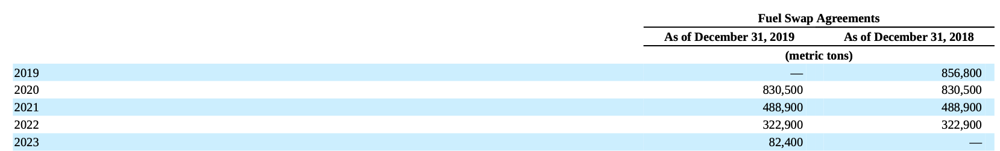 Fuel Swap Agreements
As of December 31, 2019 As of December 31, 2018
(metric tons)
2019 — 856,800
2020 830,500 830,500
2021 488,900 488,900
2022 322,900 322,900
2023 82,400 —